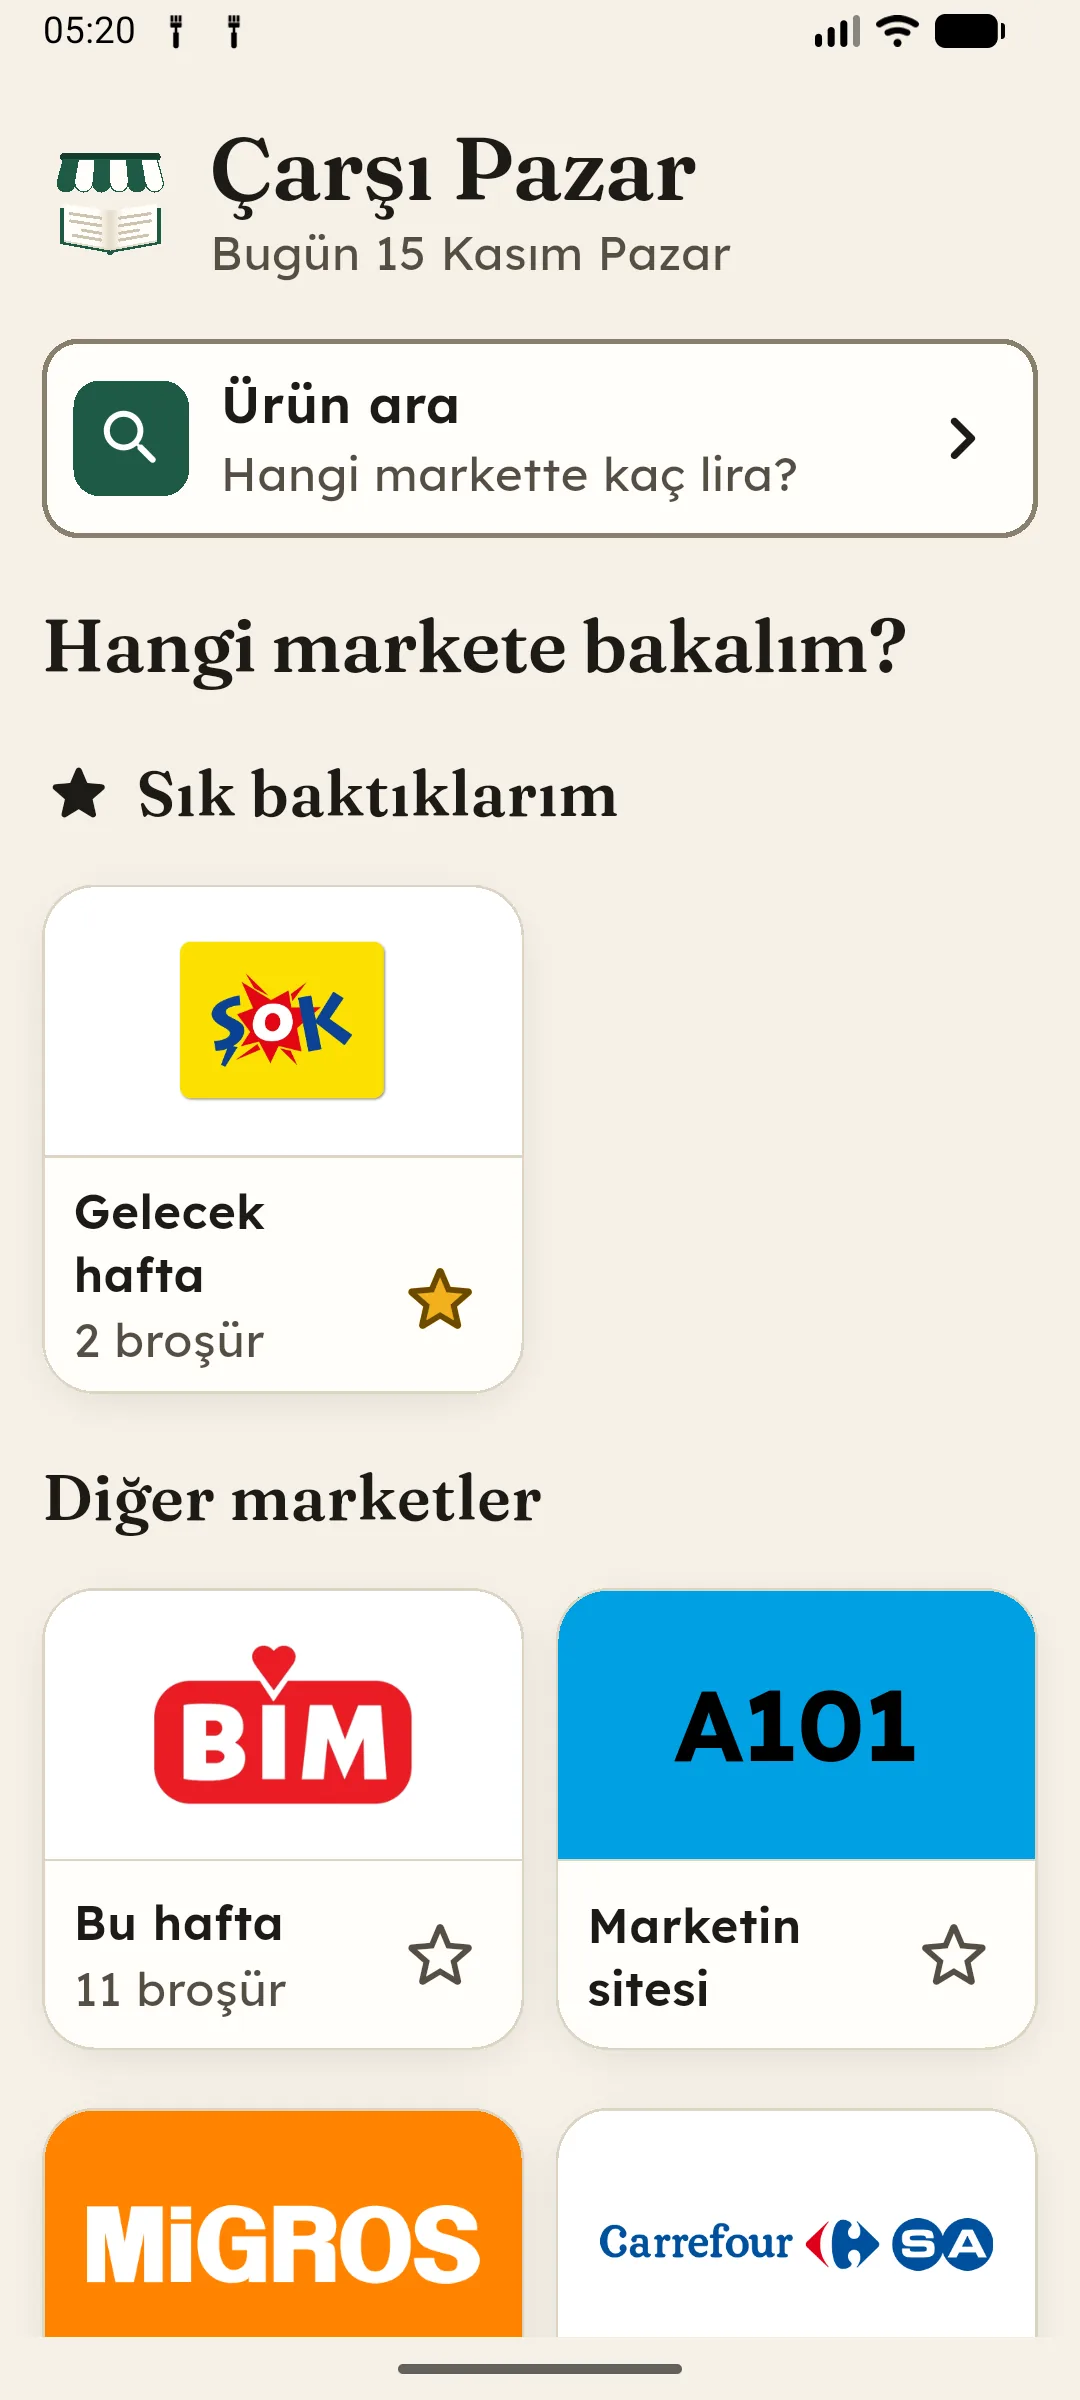 05:20
Çarşı Pazar
Bugün 15 Kasım Pazar
Ürün ara
Hangi markette kaç lira?
Hangi markete bakalım?
Sık baktıklarım
ŞOK
Gelecek
hafta
2 broşür
Diğer marketler
BİM
A101
Bu hafta
11 broşür
Marketin
sitesi
MiGROS
Carrefour SA